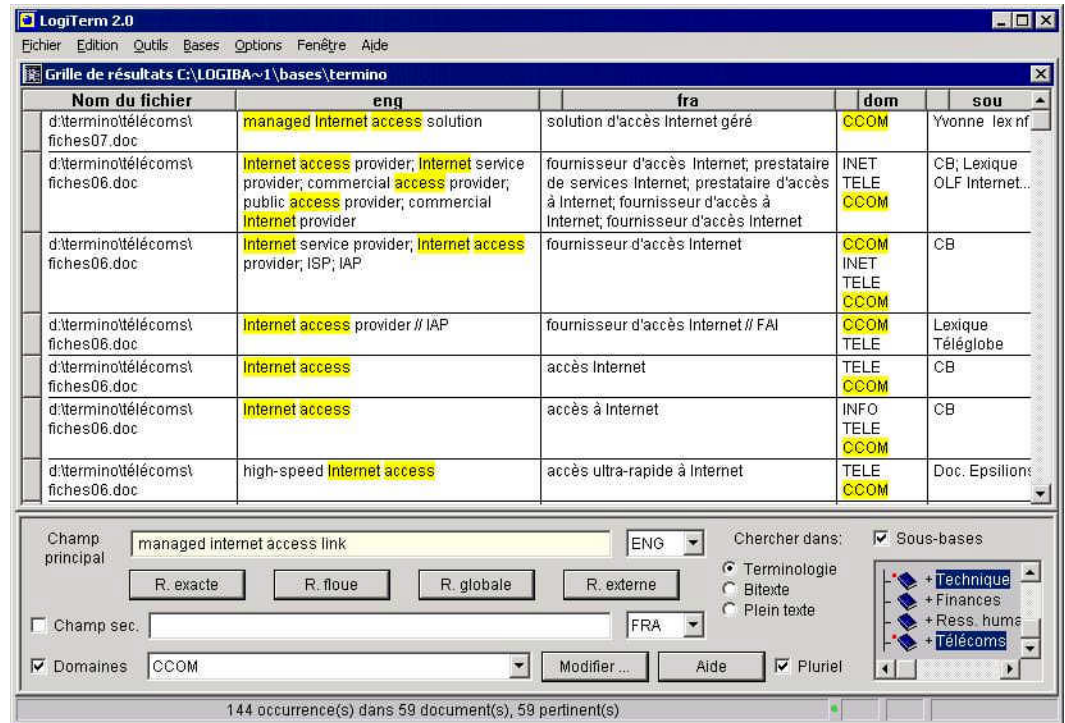 LogiTerm 2.0
Fichier Edition Outils Bases Options Fenêtre Aide
Grille de résultats C:\LOGIBA~1\bases\termino
Nom du fichier eng fra dom sou
d:\termino\télécoms\ managed Internet access solution solution d'accès Internet géré CCOM Yvonne lex nf
fiches07.doc
d:\termino\télécoms\ Internet access provider; Internet service fournisseur d'accès Internet; prestataire INET CB; Lexique
fiches06.doc provider; commercial access provider; de services Internet; prestataire d'accès TELE OLF Internet...
public access provider; commercial à Internet; fournisseur d'accès à CCOM
Internet provider Internet; fournisseur d'accès Internet
d:\termino\télécoms\ Internet service provider; Internet access fournisseur d'accès Internet CCOM CB
fiches06.doc provider; ISP; IAP INET
TELE
CCOM
d:\termino\télécoms\ Internet access provider // IAP fournisseur d'accès Internet // FAI CCOM Lexique
fiches06.doc TELE Téléglobe
d:\termino\télécoms\ Internet access accès Internet TELE CB
fiches06.doc CCOM
d:\termino\télécoms\ Internet access accès à Internet INFO CB
fiches06.doc TELE
CCOM
d:\termino\télécoms\ high-speed Internet access accès ultra-rapide à Internet TELE Doc. Epsilions
fiches06.doc CCOM
Champ principal managed internet access link ENG Chercher dans: Sous-bases
R. exacte R. floue R. globale R. externe Terminologie + Technique
Bitexte + Finances
Plein texte + Ress. huma
Champ sec. FRA + Télécoms
Domaines CCOM Modifier ... Aide Pluriel
144 occurrence(s) dans 59 document(s), 59 pertinent(s)